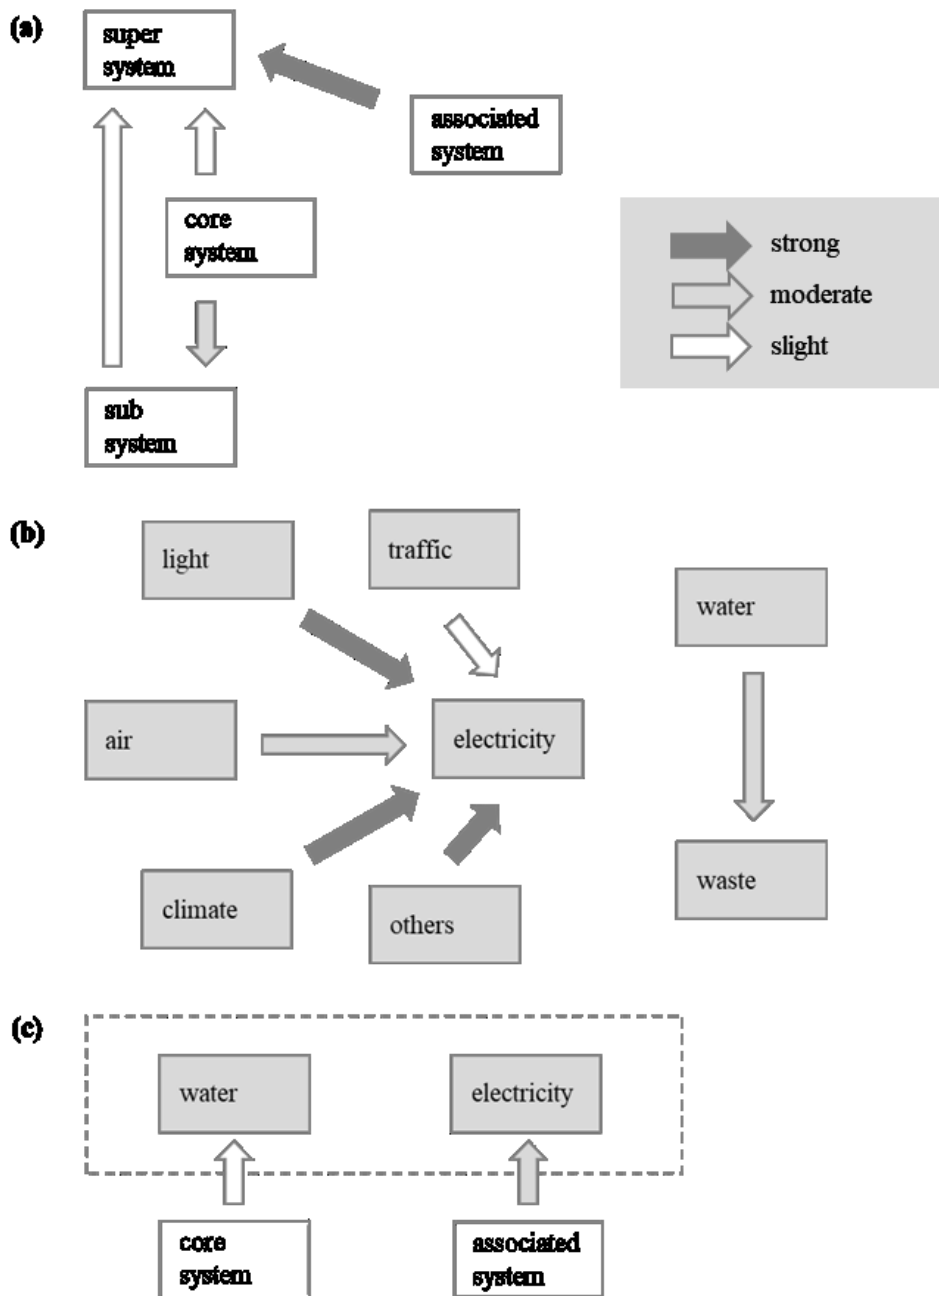 (a)
super
system
associated
system
core
system
strong
moderate
slight
sub
system
(b)
light
traffic
water
air
electricity
climate
others
waste
(c)
water
electricity
core
system
associated
system